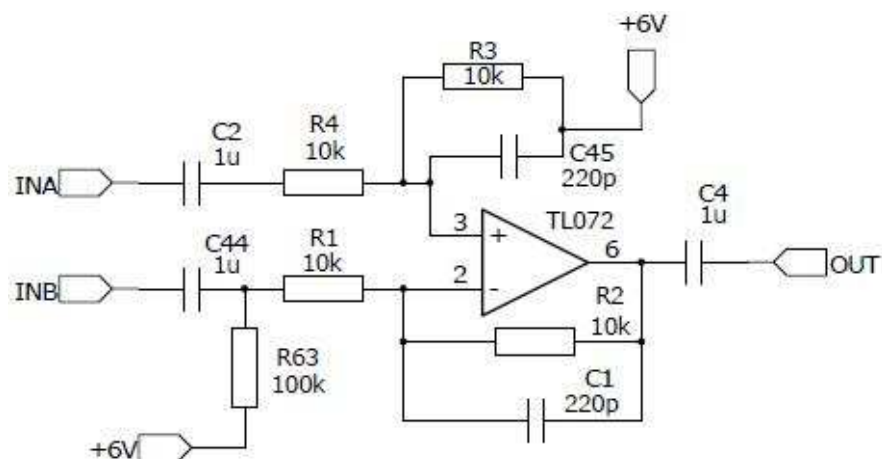 +6V
R3
10k
C2
1u
R4
10k
C45
220p
INA
3
+
TL072
6
C4
1u
C44
1u
R1
10k
2
-
INB
OUT
R2
10k
R63
100k
C1
220p
+6V